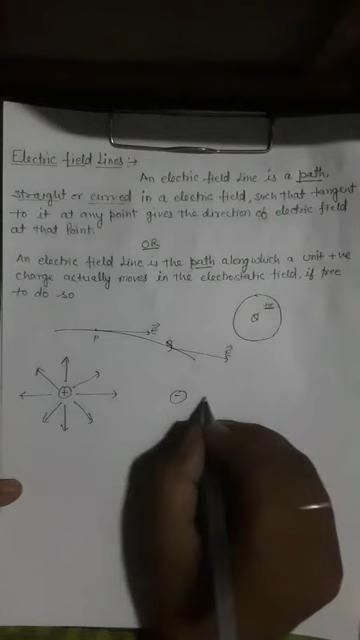 Electric field Lines :→
An electric field Line is a path,
straight or curved in a electric field, such that tangent
to it at any point gives the direction of electric field
at that point.
OR
An electric field Line is the path along which a unit +ve
charge actually moves in the electrostatic field, if free
to do so
+ve
Q
E
P
Q
E
+
-